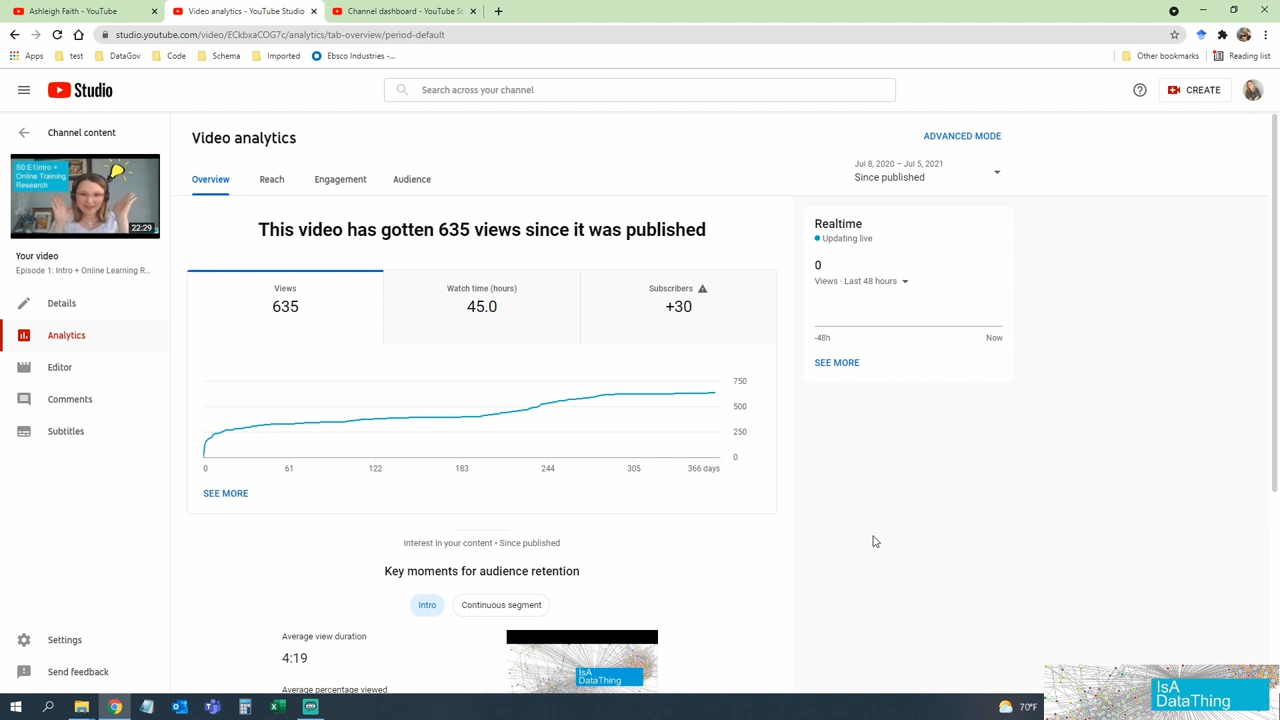 Ashleigh Faith - YouTube
Video analytics - YouTube Studio
Channel dashboard - YouTube St
studio.youtube.com/video/ECkbxaCOG7c/analytics/tab-overview/period-default
Apps
test
DataGov
Code
Schema
Imported
Ebsco Industries -...
Other bookmarks
Reading list
Studio
Search across your channel
CREATE
Channel content
Video analytics
ADVANCED MODE
S0:E1Intro +
Online Training
Research
22:29
Overview
Reach
Engagement
Audience
Jul 8, 2020 – Jul 5, 2021
Since published
This video has gotten 635 views since it was published
Your video
Episode 1: Intro + Online Learning R...
Details
Analytics
Editor
Comments
Subtitles
Settings
Send feedback
Views
635
Watch time (hours)
45.0
Subscribers
+30
750
500
250
0
0
61
122
183
244
305
366 days
SEE MORE
Realtime
Updating live
0
Views · Last 48 hours
-48h
Now
SEE MORE
Interest in your content • Since published
Key moments for audience retention
Intro
Continuous segment
Average view duration
4:19
Average percentage viewed
IsA
DataThing
70°F
IsA
DataThing